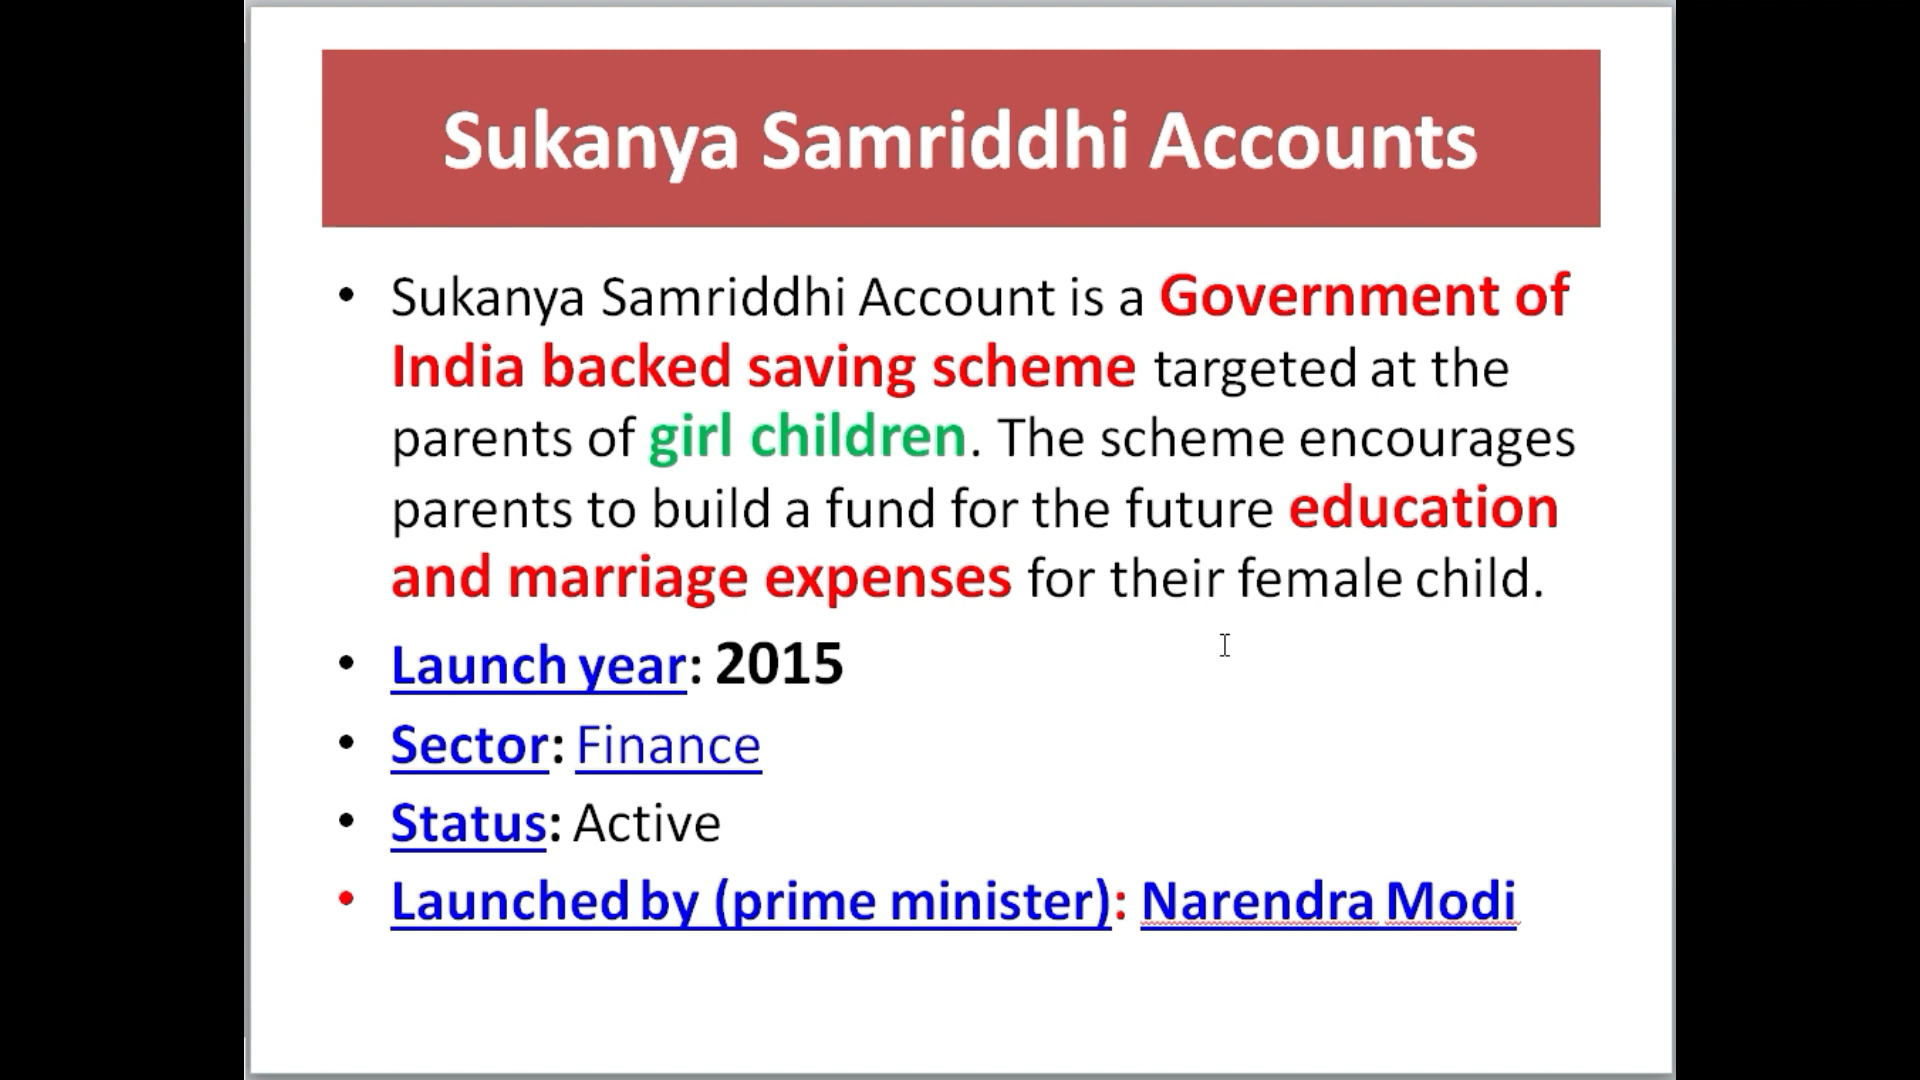 Sukanya Samriddhi Accounts
• Sukanya Samriddhi Account is a Government of
India backed saving scheme targeted at the
parents of girl children. The scheme encourages
parents to build a fund for the future education
and marriage expenses for their female child.
• Launch year: 2015
• Sector: Finance
• Status: Active
• Launched by (prime minister): Narendra Modi